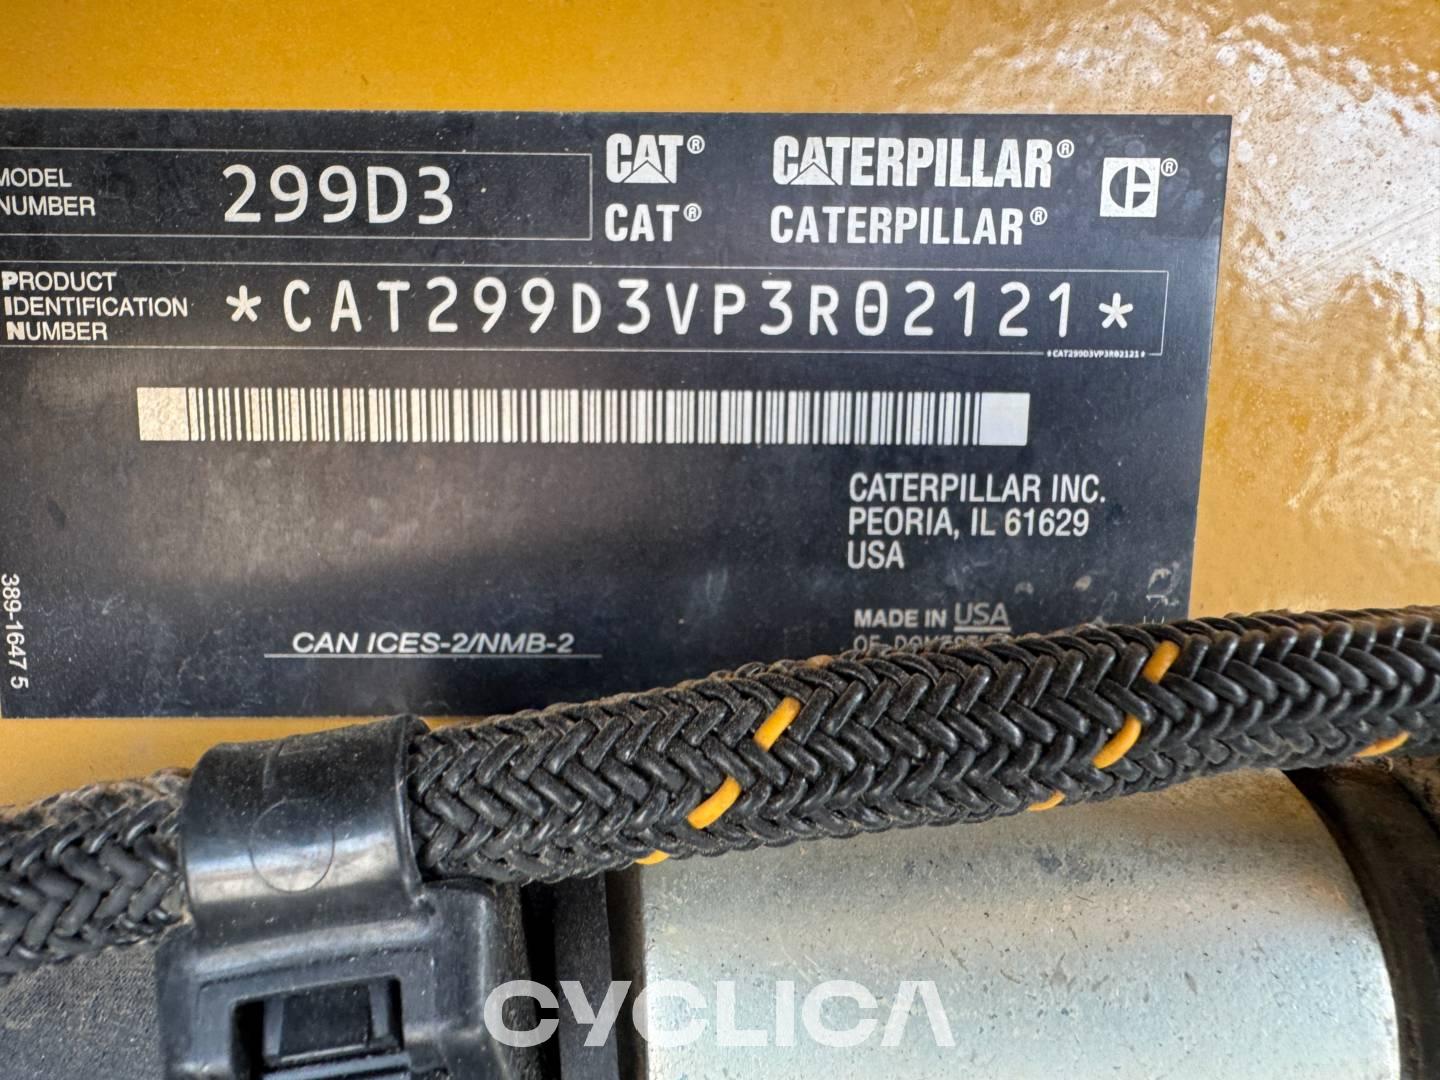 MODEL NUMBER 299D3
CAT® CATERPILLAR® C®
CAT® CATERPILLAR®
PRODUCT
IDENTIFICATION
NUMBER
*CAT299D3VP3R02121*
*CAT299D3VP3R02121*
CATERPILLAR INC.
PEORIA, IL 61629
USA
MADE IN USA
CAN ICES-2/NMB-2
389-1647 5
CYCLICA